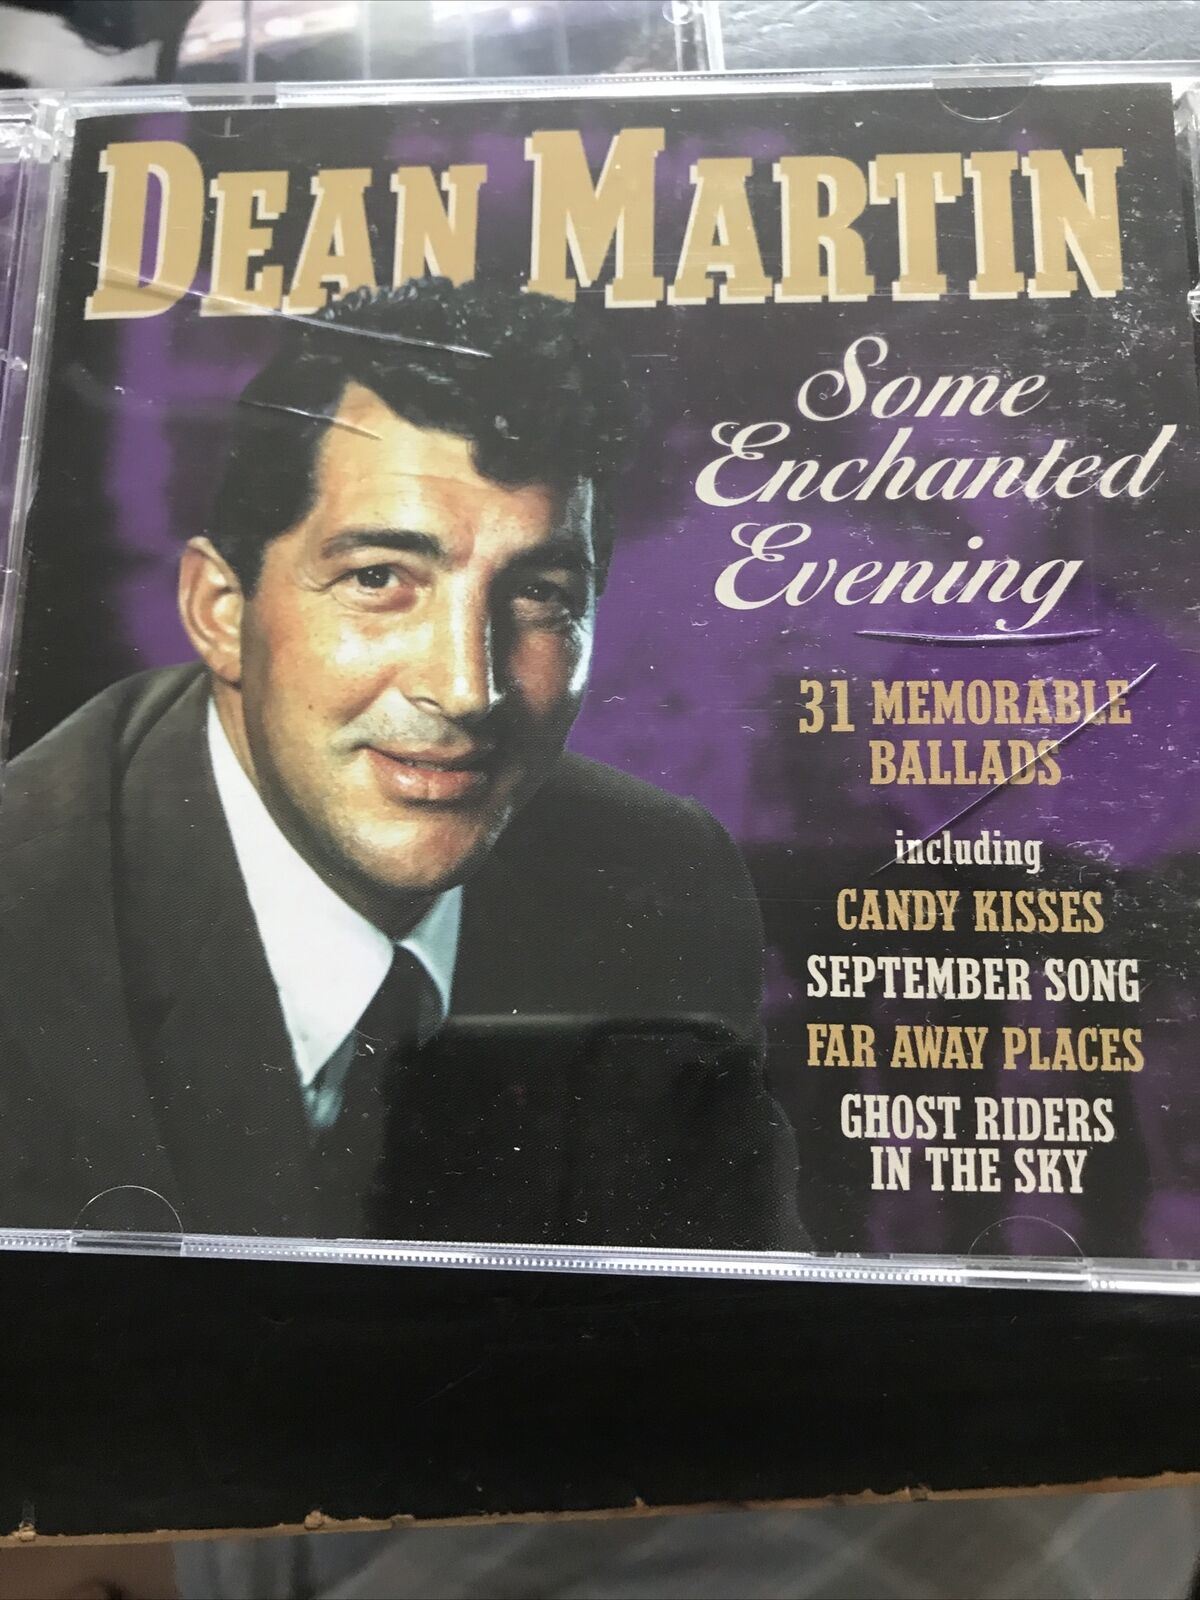 DEAN MARTIN
Some
Enchanted
Evening
31 MEMORABLE
BALLADS
including
CANDY KISSES
SEPTEMBER SONG
FAR AWAY PLACES
GHOST RIDERS
IN THE SKY